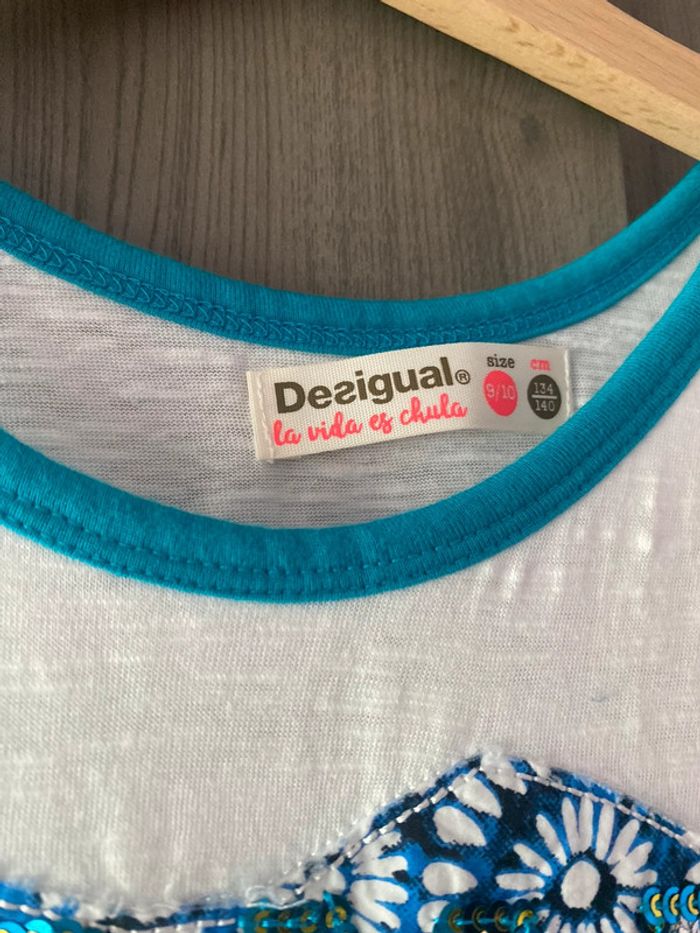 Desigual® size cm
la vida es chula 9/10 134/140